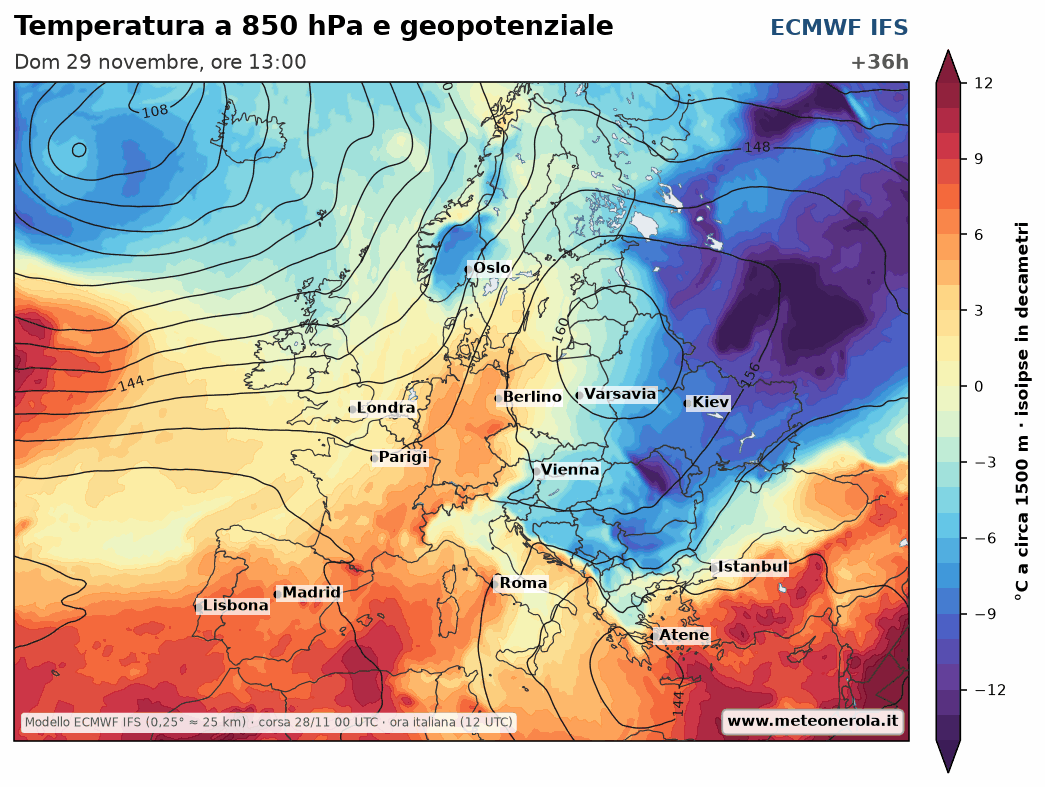 Temperatura a 850 hPa e geopotenziale
ECMWF IFS
Dom 29 novembre, ore 13:00
+36h
108
148
Oslo
160
156
144
Londra
Berlino
Varsavia
Kiev
Parigi
Vienna
Istanbul
Roma
Madrid
Lisbona
Atene
144
Modello ECMWF IFS (0,25° ≈ 25 km) · corsa 28/11 00 UTC · ora italiana (12 UTC)
www.meteonerola.it
12
9
6
3
0
−3
−6
−9
−12
°C a circa 1500 m · isoipse in decametri